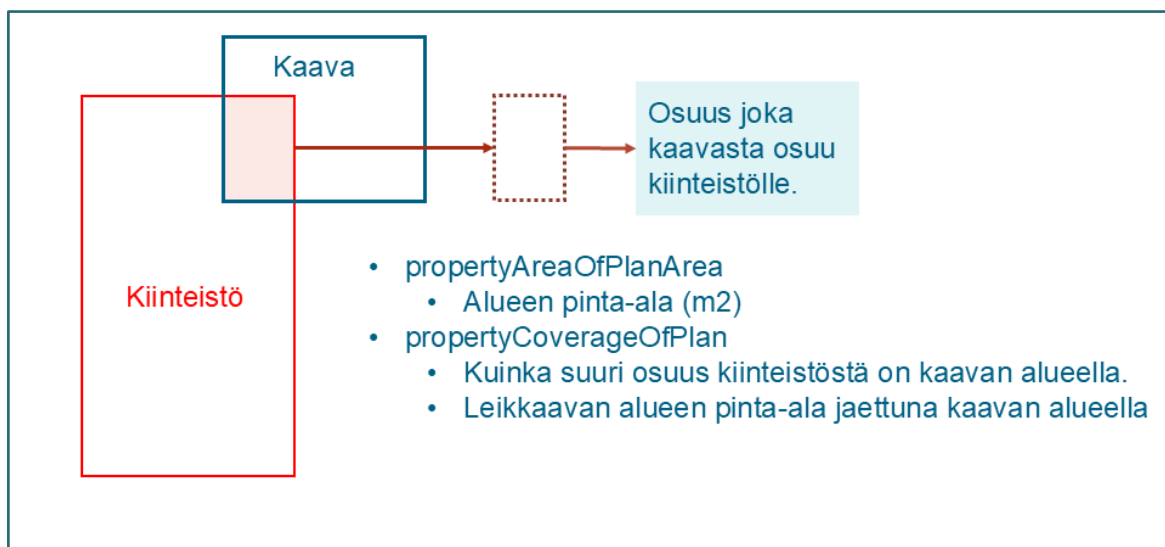 Kaava
Osuus joka
kaavasta osuu
kiinteistölle.
Kiinteistö
• propertyAreaOfPlanArea
• Alueen pinta-ala (m2)
• propertyCoverageOfPlan
• Kuinka suuri osuus kiinteistöstä on kaavan alueella.
• Leikkaavan alueen pinta-ala jaettuna kaavan alueella